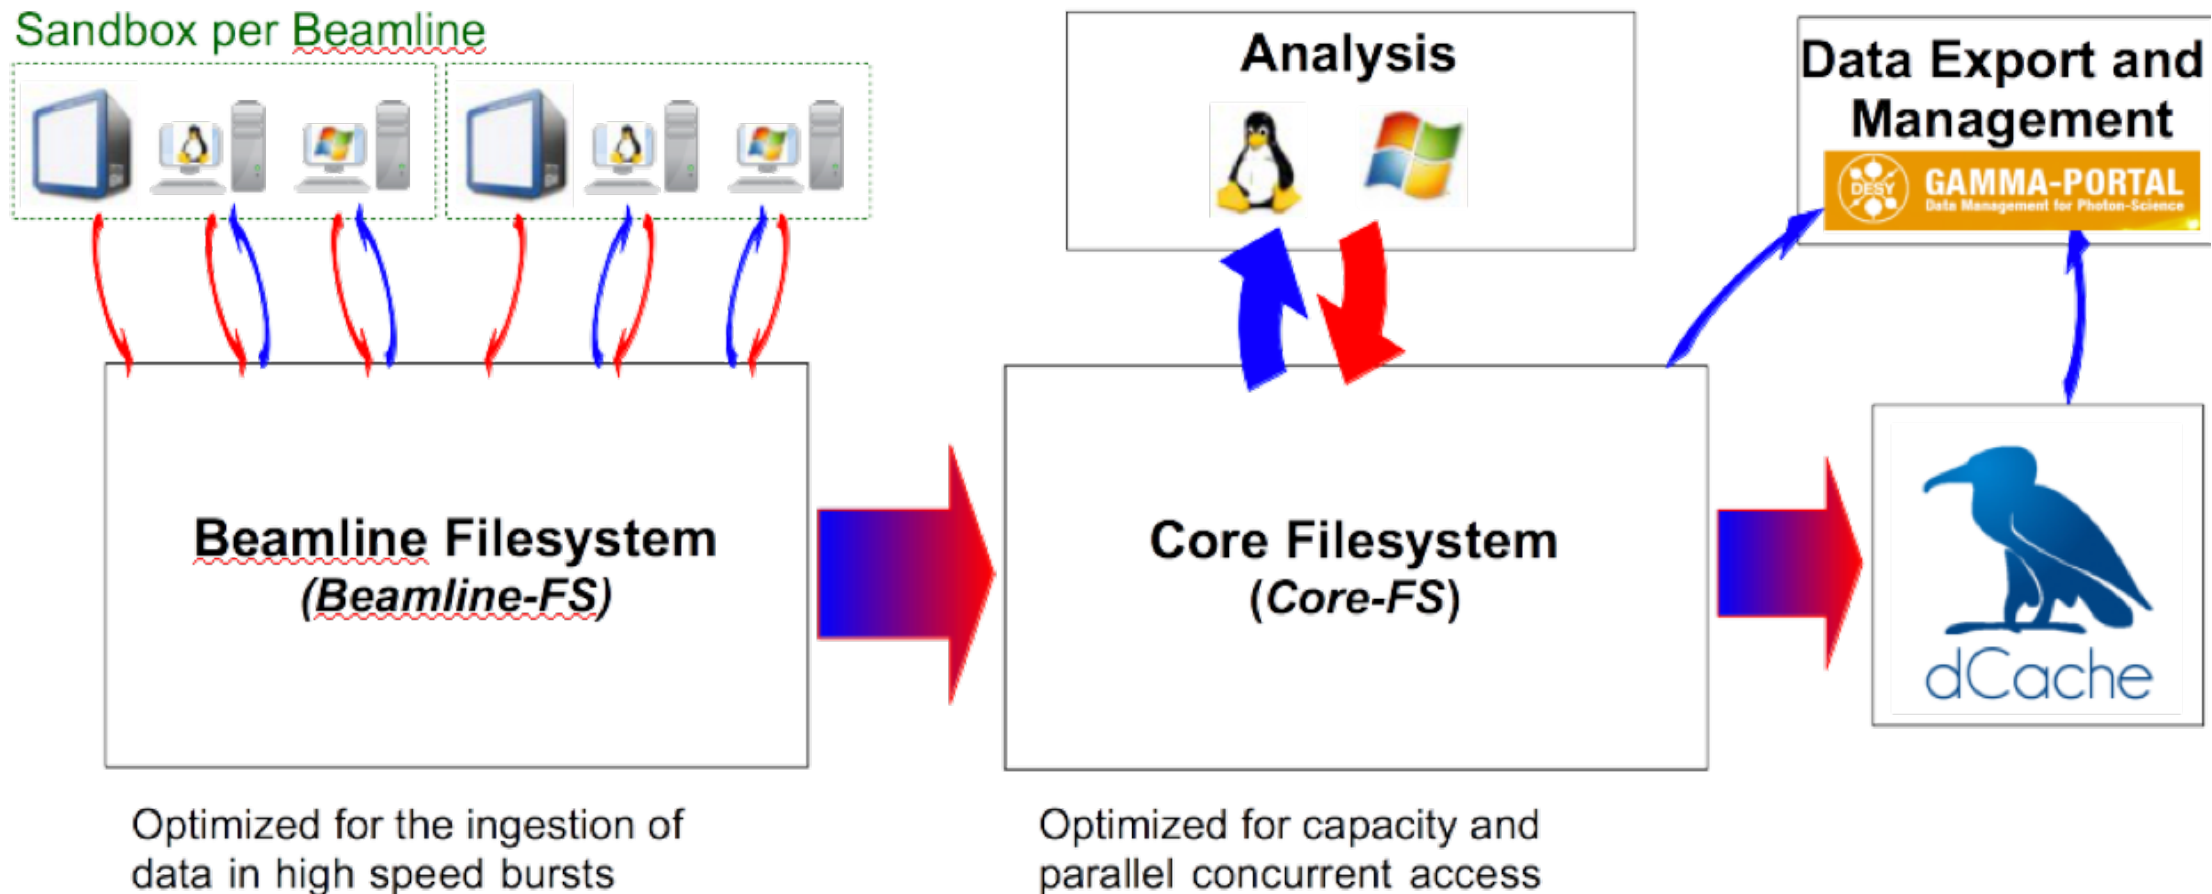 Sandbox per Beamline
Analysis
Data Export and
Management
DESY
GAMMA-PORTAL
Data Management for Photon-Science
Beamline Filesystem
(Beamline-FS)
Core Filesystem
(Core-FS)
dCache
Optimized for the ingestion of
data in high speed bursts
Optimized for capacity and
parallel concurrent access